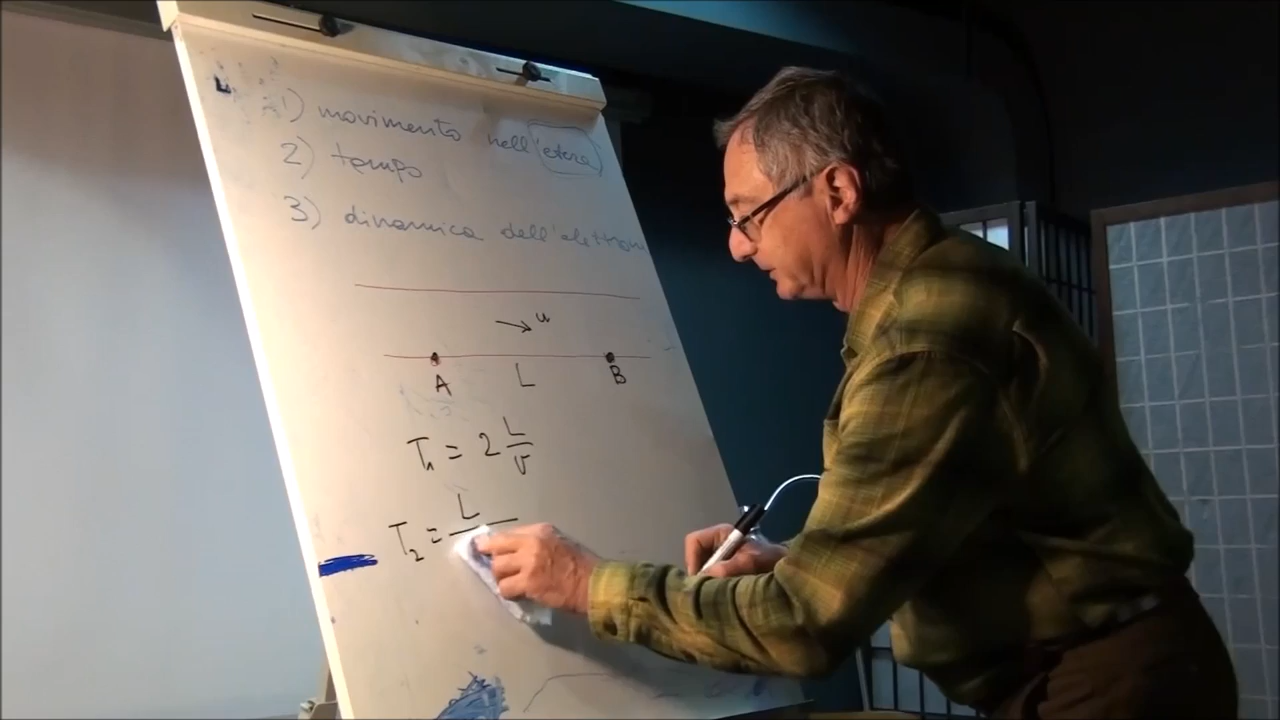 1) movimento nell'etere
2) tempo
3) dinamica dell'elettron
u
A L B
T₁ = 2 L/v
T₂ = L